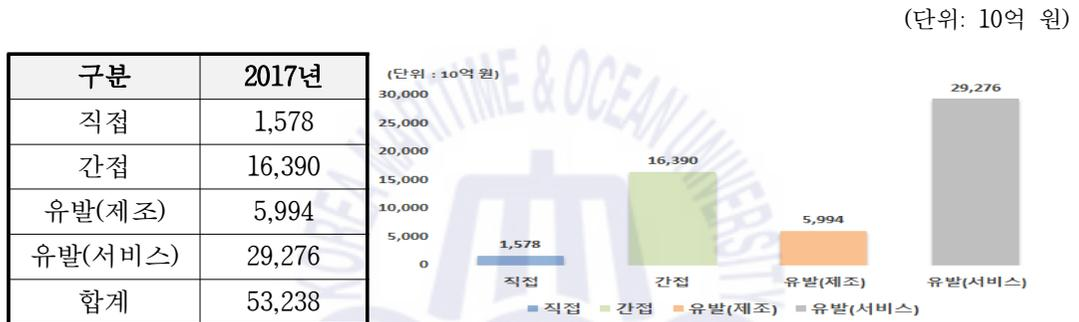 (단위: 10억 원)
구분 2017년
직접 1,578
간접 16,390
유발(제조) 5,994
유발(서비스) 29,276
합계 53,238
(단위 : 10억 원)
30,000
25,000
20,000
15,000
10,000
5,000
0
1,578
16,390
5,994
29,276
직접 간접 유발(제조) 유발(서비스)
직접 간접 유발(제조) 유발(서비스)
KOREA MARITIME & OCEAN UNIVERSITY